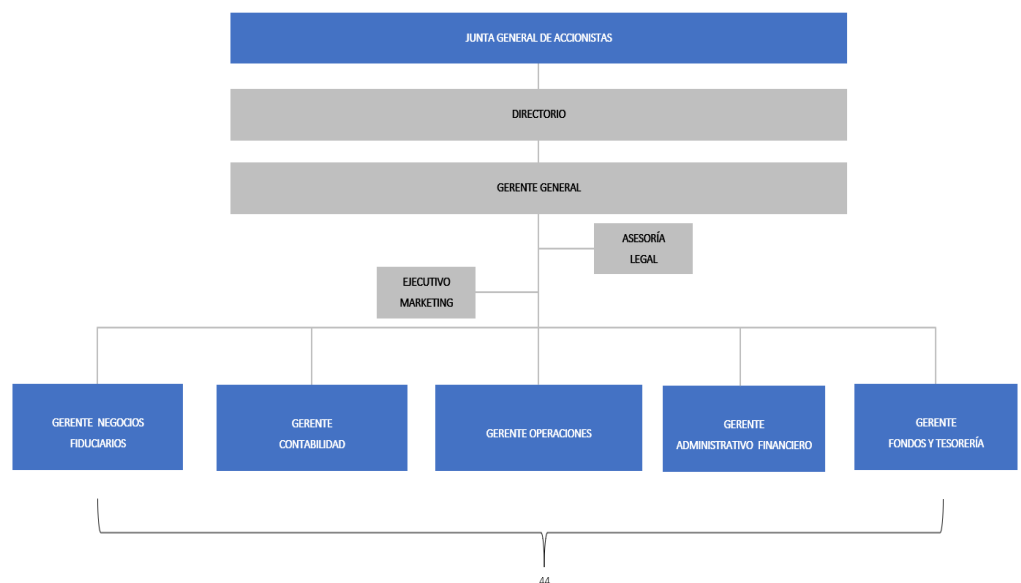 JUNTA GENERAL DE ACCIONISTAS
DIRECTORIO
GERENTE GENERAL
ASESORÍA
LEGAL
EJECUTIVO
MARKETING
GERENTE NEGOCIOS
FIDUCIARIOS
GERENTE
CONTABILIDAD
GERENTE OPERACIONES
GERENTE
ADMINISTRATIVO FINANCIERO
GERENTE
FONDOS Y TESORERÍA
44